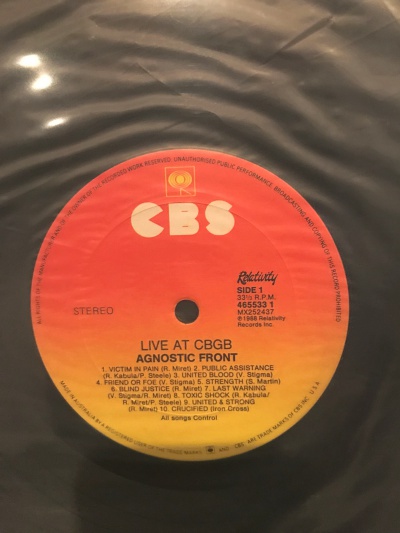 OF THE RECORDED WORK RESERVED. UNAUTHORISED PUBLIC PERFORMANCE, BROADCASTING AND COPYING OF THIS RECORD PROHIBITED
CBS
Relativity
SIDE 1
33⅓ R.P.M.
465533 1
MX252437
℗1988 Relativity
Records Inc.
STEREO
LIVE AT CBGB
AGNOSTIC FRONT
1. VICTIM IN PAIN (R. Miret) 2. PUBLIC ASSISTANCE
(R. Kabula/P. Steele) 3. UNITED BLOOD (V. Stigma)
4. FRIEND OR FOE (V. Stigma) 5. STRENGTH (S. Martin)
6. BLIND JUSTICE (R. Miret) 7. LAST WARNING
(V. Stigma/R. Miret) 8. TOXIC SHOCK (R. Kabula/
R. Miret/P. Steele) 9. UNITED & STRONG
(R. Miret) 10. CRUCIFIED (Iron Cross)
All songs Control
MADE IN AUSTRALIA BY
AND CBS ARE TRADE MARKS OF CBS INC. U.S.A.